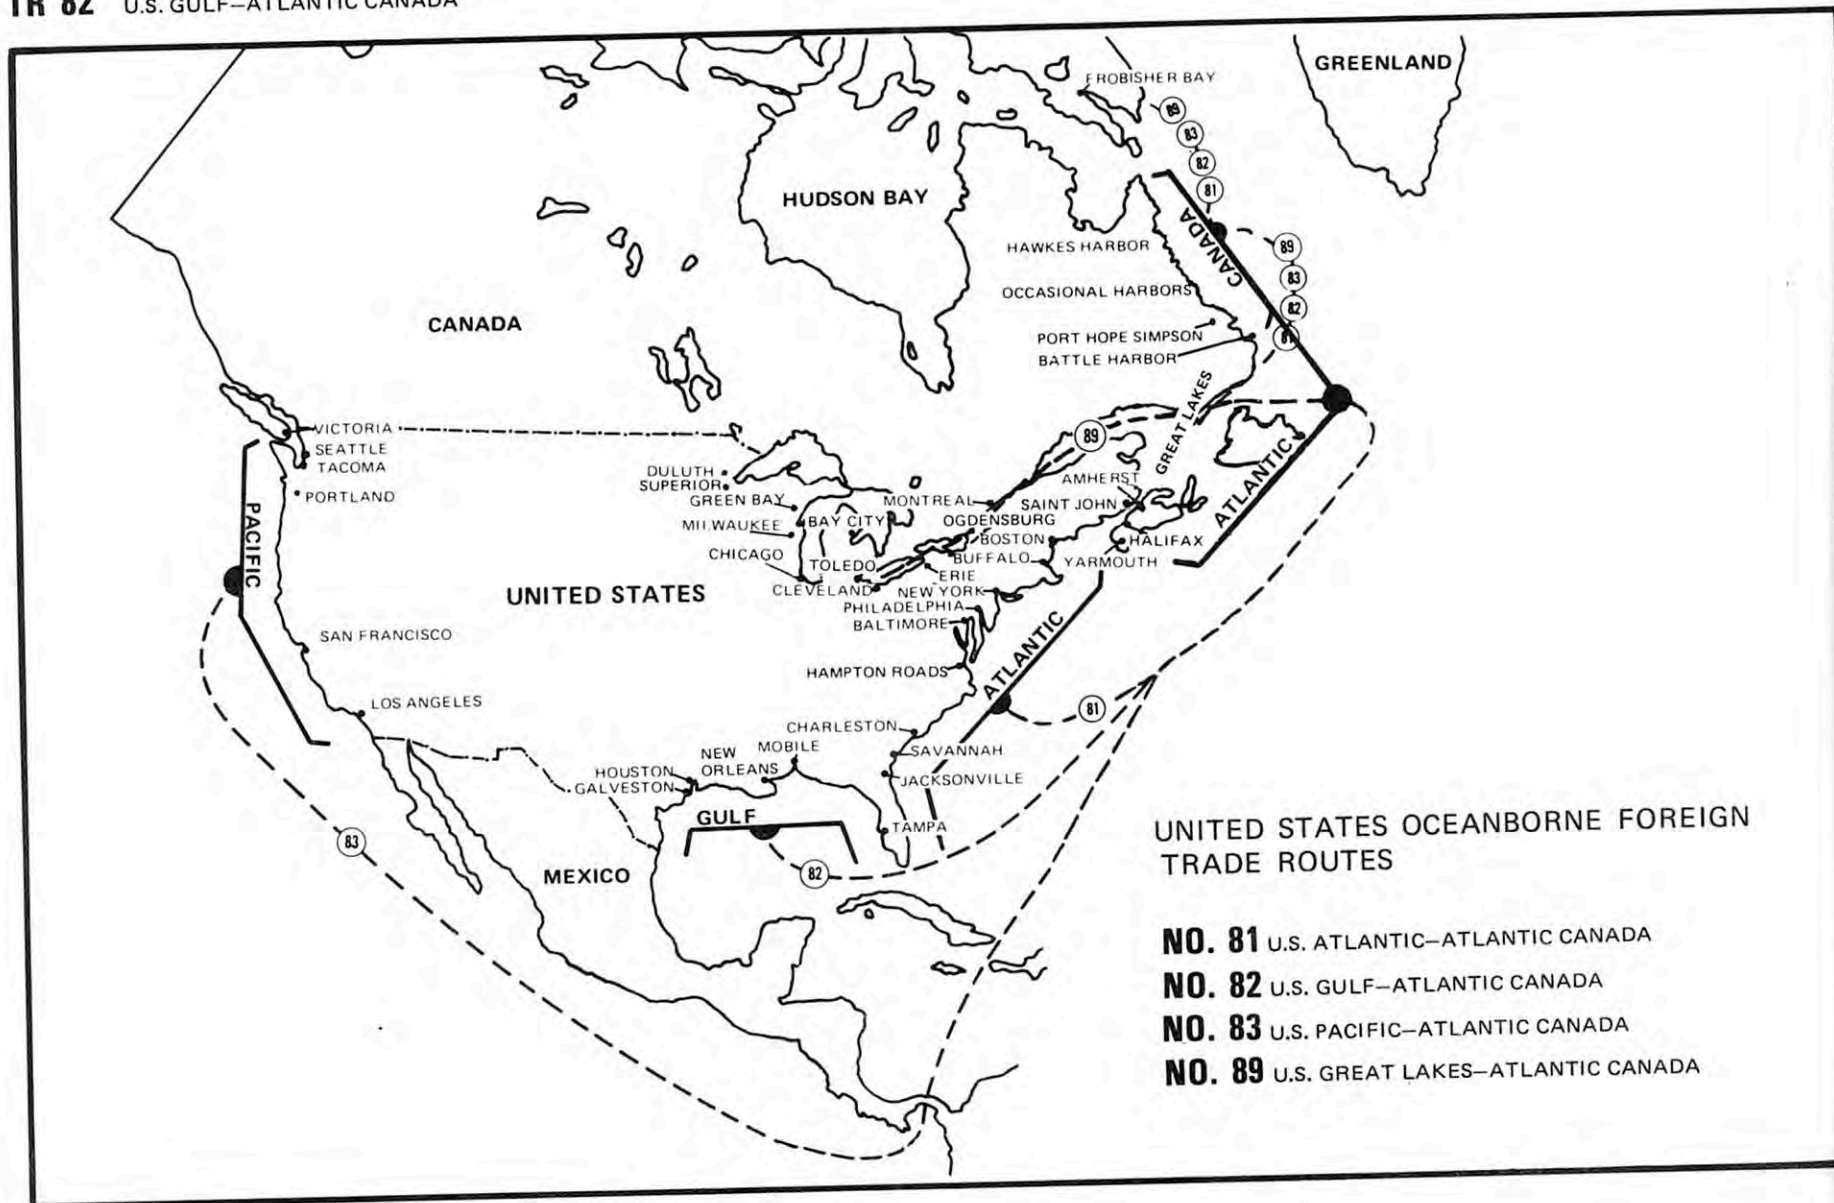 TR 82 U.S. GULF–ATLANTIC CANADA
GREENLAND
FROBISHER BAY
89
83
82
81
HUDSON BAY
CANADA
HAWKES HARBOR
89
83
82
81
OCCASIONAL HARBORS
CANADA
PORT HOPE SIMPSON
BATTLE HARBOR
GREAT LAKES
89
ATLANTIC
VICTORIA
SEATTLE
TACOMA
PORTLAND
PACIFIC
DULUTH
SUPERIOR
GREEN BAY
MILWAUKEE
BAY CITY
CHICAGO
TOLEDO
CLEVELAND
MONTREAL
AMHERST
SAINT JOHN
OGDENSBURG
BOSTON
HALIFAX
BUFFALO
YARMOUTH
ERIE
NEW YORK
PHILADELPHIA
BALTIMORE
UNITED STATES
SAN FRANCISCO
HAMPTON ROADS
ATLANTIC
LOS ANGELES
81
CHARLESTON
SAVANNAH
JACKSONVILLE
NEW
ORLEANS
MOBILE
HOUSTON
GALVESTON
GULF
TAMPA
83
82
MEXICO
UNITED STATES OCEANBORNE FOREIGN
TRADE ROUTES
NO. 81 U.S. ATLANTIC–ATLANTIC CANADA
NO. 82 U.S. GULF–ATLANTIC CANADA
NO. 83 U.S. PACIFIC–ATLANTIC CANADA
NO. 89 U.S. GREAT LAKES–ATLANTIC CANADA